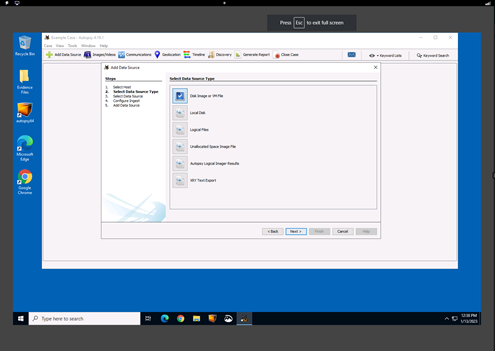 Press Esc to exit full screen
Example Case - Autopsy 4.19.3
Case View Tools Window Help
Add Data Source Images/Videos Communications Geolocation Timeline Discovery Generate Report Close Case Keyword Lists Keyword Search
Add Data Source
Steps
1. Select Host
2. Select Data Source Type
3. Select Data Source
4. Configure Ingest
5. Add Data Source
Select Data Source Type
Disk Image or VM File
Local Disk
Logical Files
Unallocated Space Image File
Autopsy Logical Imager Results
XRY Text Export
< Back Next > Finish Cancel Help
Recycle Bin
Evidence Files
autopsy64
Microsoft Edge
Google Chrome
Type here to search
12:38 PM
1/13/2023